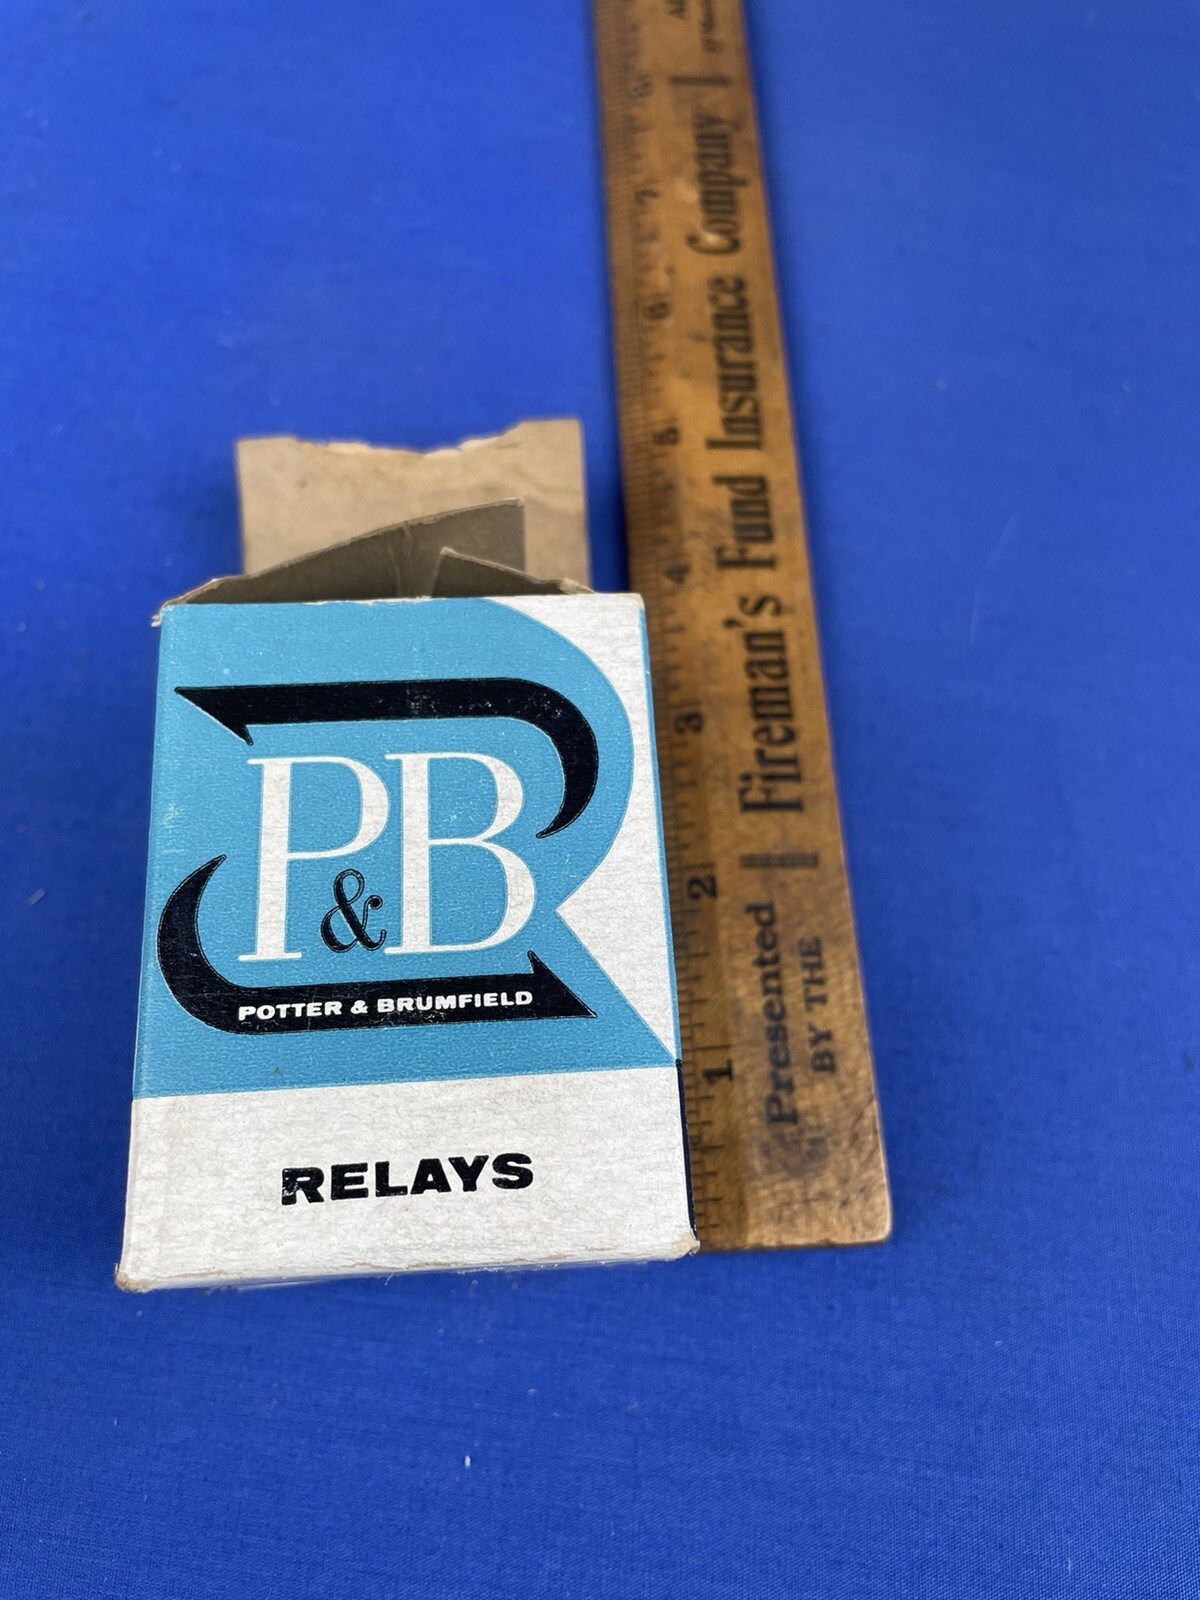 P&B
POTTER & BRUMFIELD
RELAYS
Presented
BY THE
Fireman's Fund Insurance Company
1
2
3
4
5
6
7
8